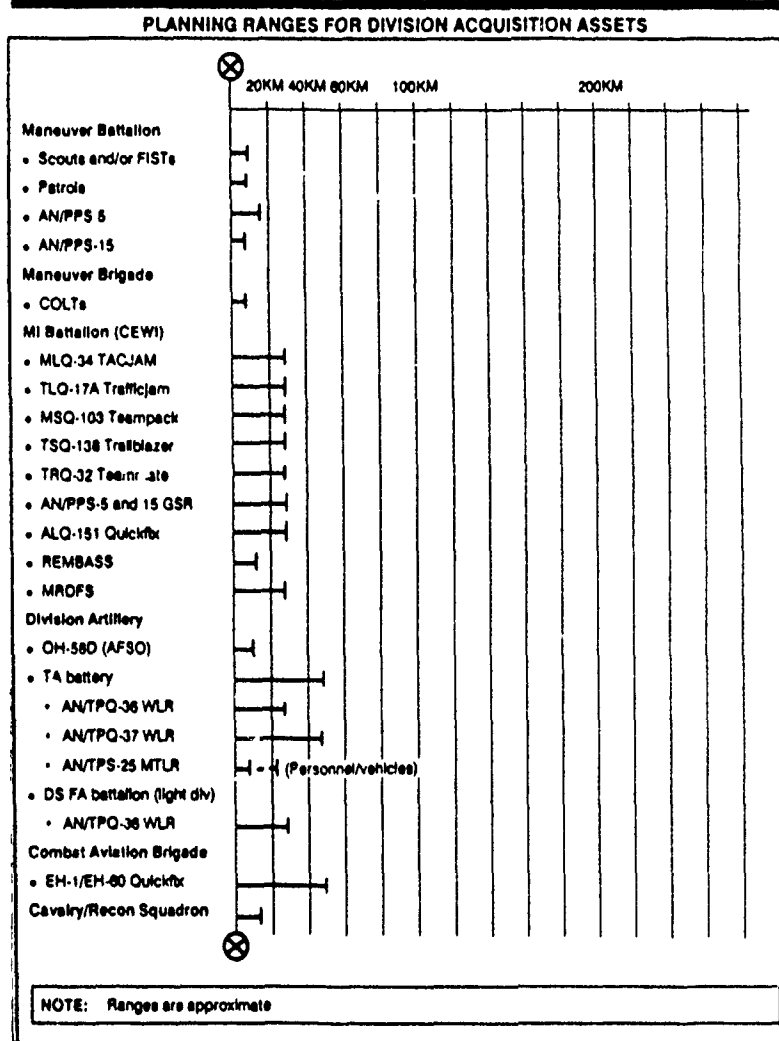 PLANNING RANGES FOR DIVISION ACQUISITION ASSETS
20KM 40KM 60KM 100KM 200KM
Maneuver Battalion
• Scouts and/or FISTs
• Patrols
• AN/PPS 5
• AN/PPS-15
Maneuver Brigade
• COLTs
MI Battalion (CEWI)
• MLQ-34 TACJAM
• TLQ-17A Trafficjam
• MSQ-103 Teampack
• TSQ-138 Trailblazer
• TRQ-32
• AN/PPS-5 and 15 GSR
• ALQ-151 Quickfix
• REMBASS
• MRDFS
Division Artillery
• OH-58D (AFSO)
• TA battery
• AN/TPQ-36 WLR
• AN/TPQ-37 WLR
• AN/TPS-25 MTLR (Personnel/vehicles)
• DS FA battalion (light div)
• AN/TPQ-36 WLR
Combat Aviation Brigade
• EH-1/EH-60 Quickfix
Cavalry/Recon Squadron
NOTE: Ranges are approximate